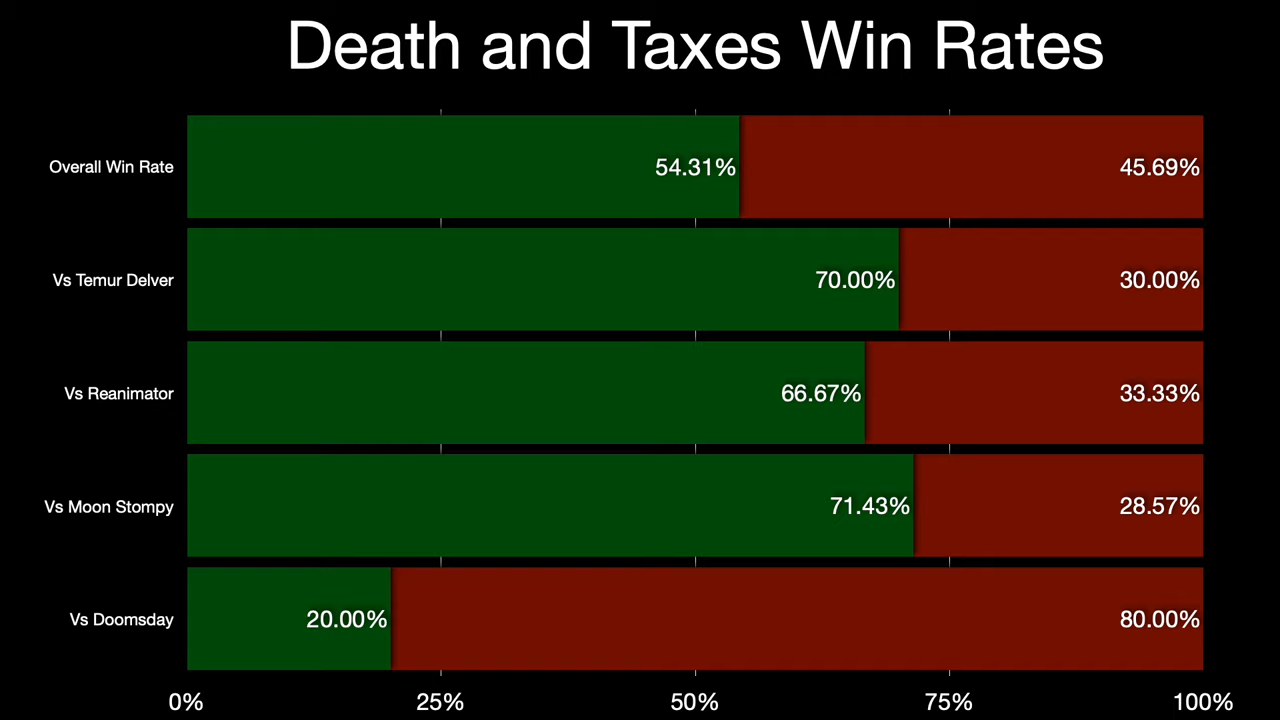 Death and Taxes Win Rates
Overall Win Rate 54.31% 45.69%
Vs Temur Delver 70.00% 30.00%
Vs Reanimator 66.67% 33.33%
Vs Moon Stompy 71.43% 28.57%
Vs Doomsday 20.00% 80.00%
0% 25% 50% 75% 100%